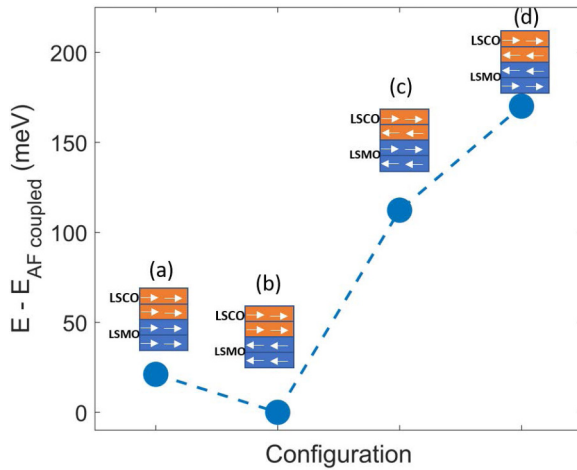 (d)
200
LSCO
(c)
LSMO
150
LSCO
LSMO
E - E_AF coupled (meV)
100
(a)
(b)
50
LSCO
LSCO
LSMO
LSMO
0
Configuration